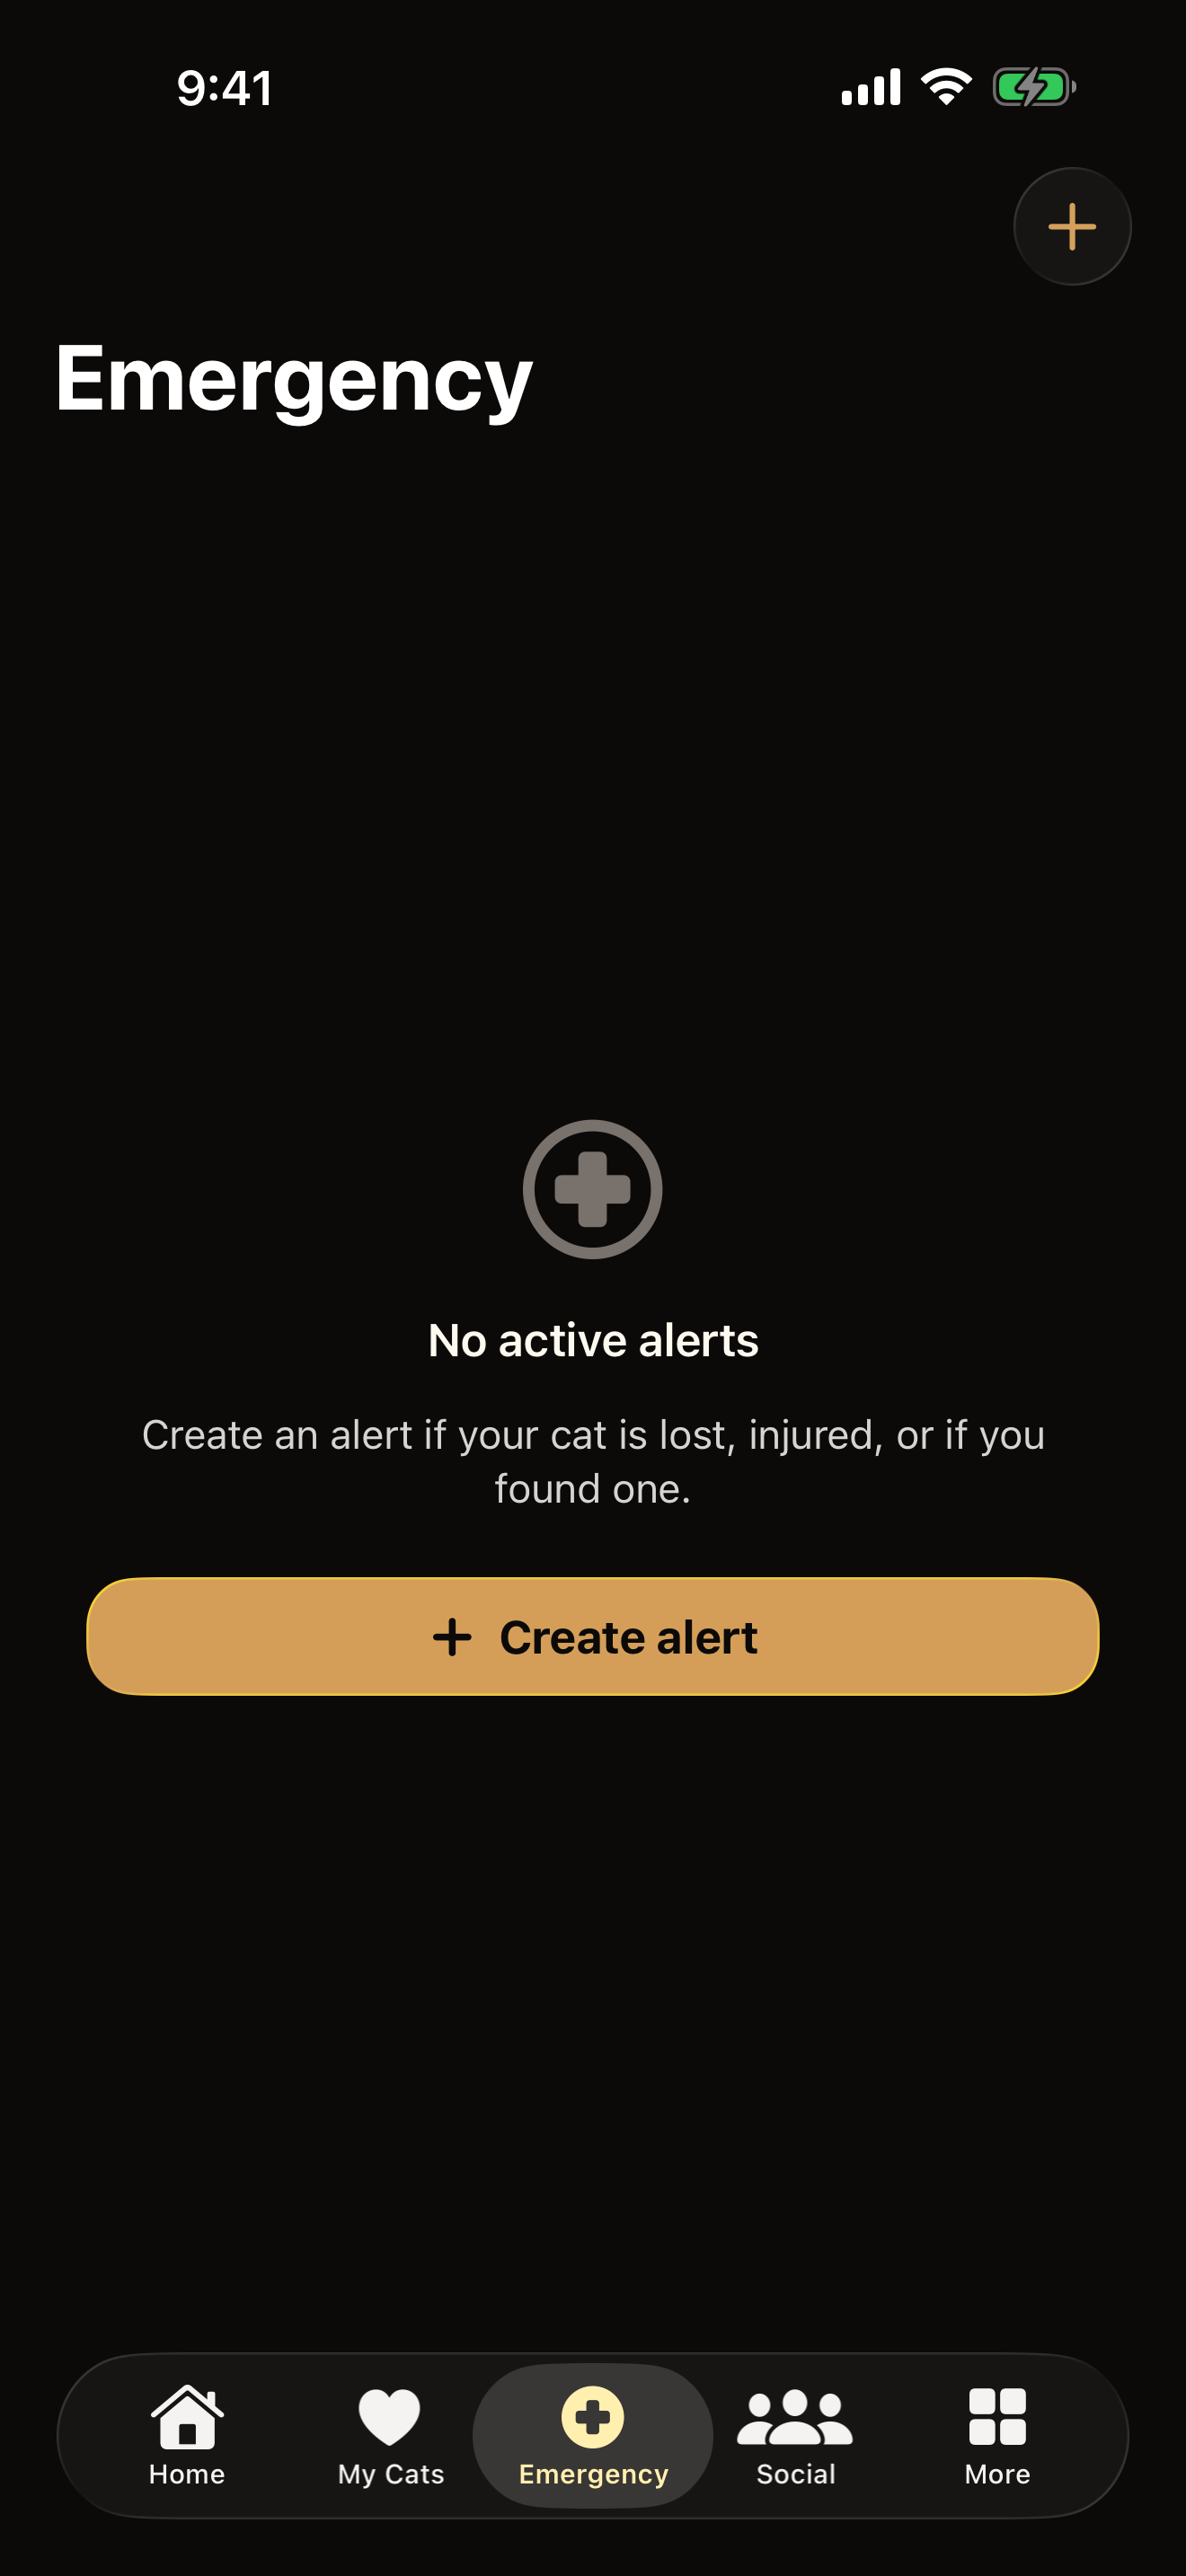 9:41
Emergency
No active alerts
Create an alert if your cat is lost, injured, or if you
found one.
Create alert
Home
My Cats
Emergency
Social
More